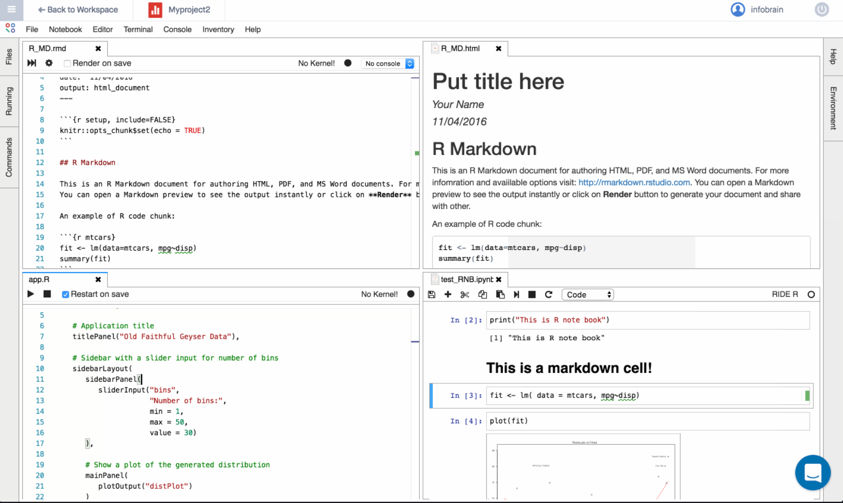 ← Back to Workspace
Myproject2
infobrain
File Notebook Editor Terminal Console Inventory Help
Files
Running
Commands
R_MD.rmd ✖
Render on save No Kernel! No console
4
5 output: html_document
6 ---
7
8 ```{r setup, include=FALSE}
9 knitr::opts_chunk$set(echo = TRUE)
10 ```
11
12 ## R Markdown
13
14 This is an R Markdown document for authoring HTML, PDF, and MS Word documents. For m
15 You can open a Markdown preview to see the output instantly or click on **Render** b
16
17 An example of R code chunk:
18
19 ```{r mtcars}
20 fit <- lm(data=mtcars, mpg~disp)
21 summary(fit)
R_MD.html ✖
Put title here
Your Name
11/04/2016
R Markdown
This is an R Markdown document for authoring HTML, PDF, and MS Word documents. For more
infomration and avaiilable options visit: http://rmarkdown.rstudio.com. You can open a Markdown
preview to see the output instantly or click on Render button to generate your document and share
with other.
An example of R code chunk:
fit <- lm(data=mtcars, mpg~disp)
summary(fit)
Help
Environment
app.R ✖
Restart on save No Kernel!
5
6 # Application title
7 titlePanel("Old Faithful Geyser Data"),
8
9 # Sidebar with a slider input for number of bins
10 sidebarLayout(
11 sidebarPanel(
12 sliderInput("bins",
13 "Number of bins:",
14 min = 1,
15 max = 50,
16 value = 30)
17 ),
18
19 # Show a plot of the generated distribution
20 mainPanel(
21 plotOutput("distPlot")
22 )
test_RNB.ipynb ✖
Code RIDE R
In [2]: print("This is R note book")
[1] "This is R note book"
This is a markdown cell!
In [3]: fit <- lm( data = mtcars, mpg~disp)
In [4]: plot(fit)